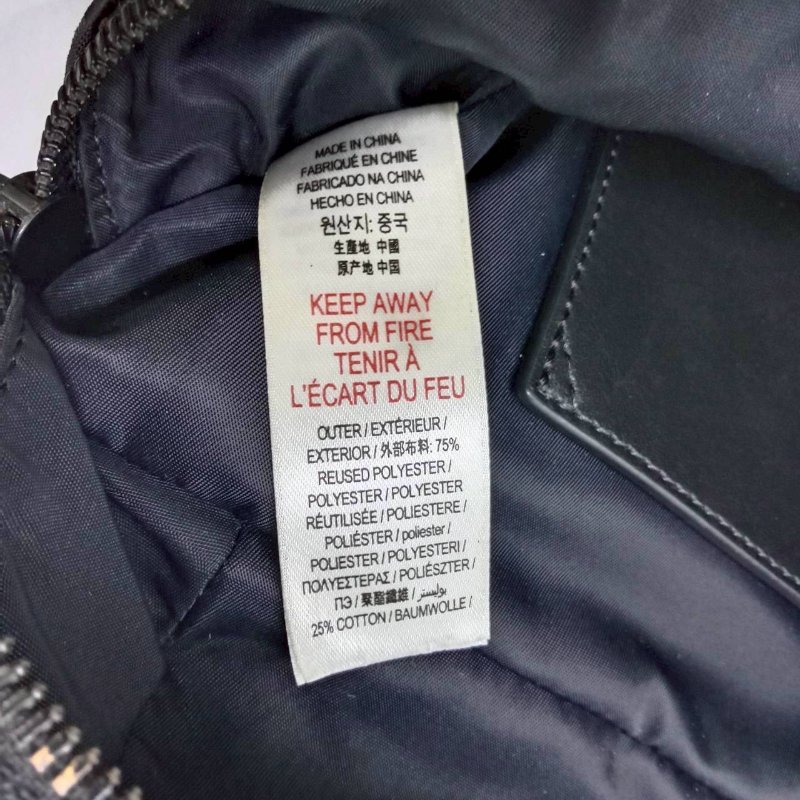 MADE IN CHINA
FABRIQUÉ EN CHINE
FABRICADO NA CHINA
HECHO EN CHINA
원산지: 중국
生產地 中國
原产地 中国
KEEP AWAY
FROM FIRE
TENIR À
L'ÉCART DU FEU
OUTER / EXTÉRIEUR /
EXTERIOR / 外部布料: 75%
REUSED POLYESTER /
POLYESTER / POLYESTER
RÉUTILISÉE / POLIESTERE /
POLIÉSTER / poliester /
POLIESTER / POLYESTERI /
ΠΟΛΥΕΣΤΕΡΑΣ / POLIÉSZTER /
ПЭ / 聚酯纖維 / بوليستر /
25% COTTON / BAUMWOLLE /